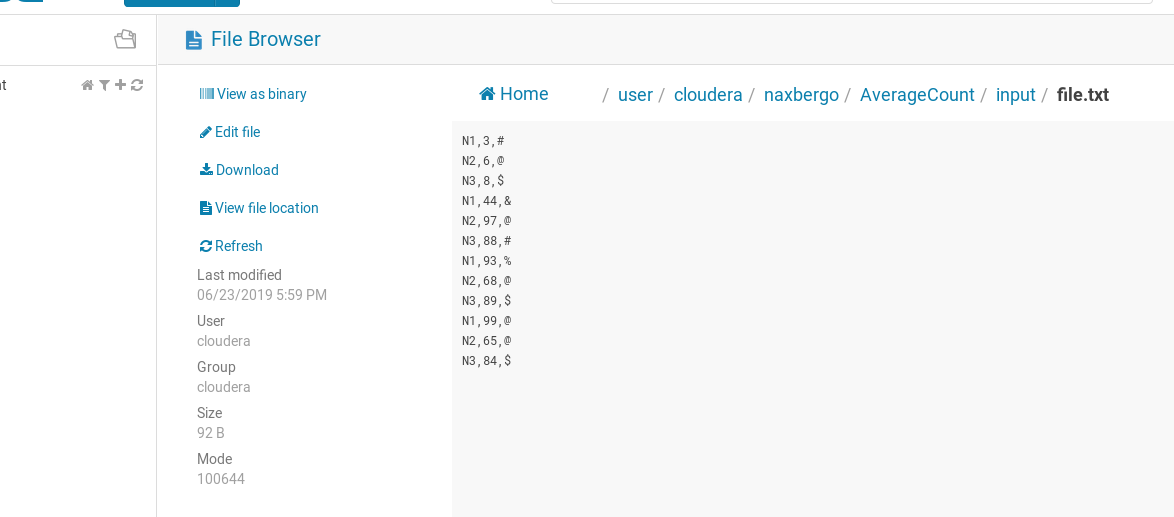 File Browser
View as binary
Edit file
Download
View file location
Refresh
Last modified
06/23/2019 5:59 PM
User
cloudera
Group
cloudera
Size
92 B
Mode
100644
Home / user / cloudera / naxbergo / AverageCount / input / file.txt
N1,3,#
N2,6,@
N3,8,$
N1,44,&
N2,97,@
N3,88,#
N1,93,%
N2,68,@
N3,89,$
N1,99,@
N2,65,@
N3,84,$